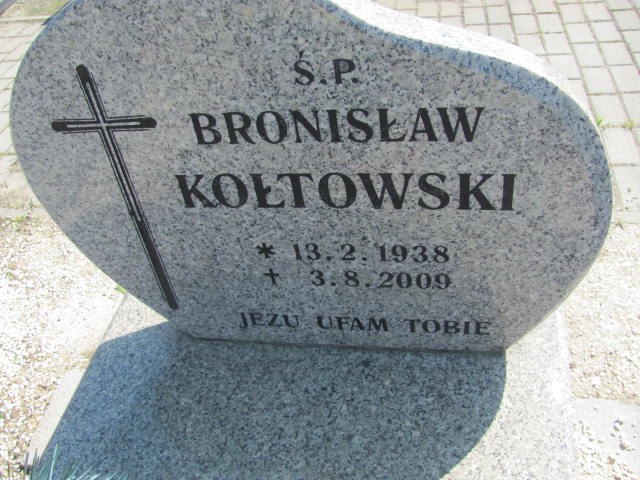 Ś.P.
BRONISŁAW
KOŁTOWSKI
* 13.2.1938
✝ 3.8.2009
JEZU UFAM TOBIE